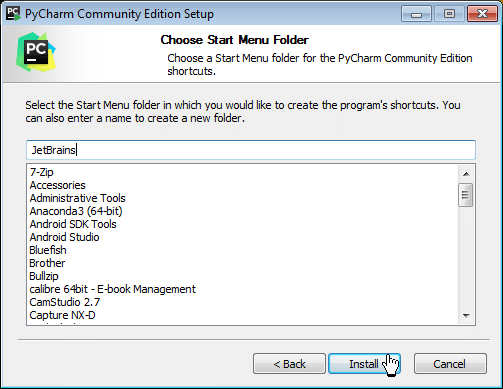 PC PyCharm Community Edition Setup
PC
Choose Start Menu Folder
Choose a Start Menu folder for the PyCharm Community Edition
shortcuts.
Select the Start Menu folder in which you would like to create the program's shortcuts. You
can also enter a name to create a new folder.
JetBrains
7-Zip
Accessories
Administrative Tools
Anaconda3 (64-bit)
Android SDK Tools
Android Studio
Bluefish
Brother
Bullzip
calibre 64bit - E-book Management
CamStudio 2.7
Capture NX-D
< Back
Install
Cancel